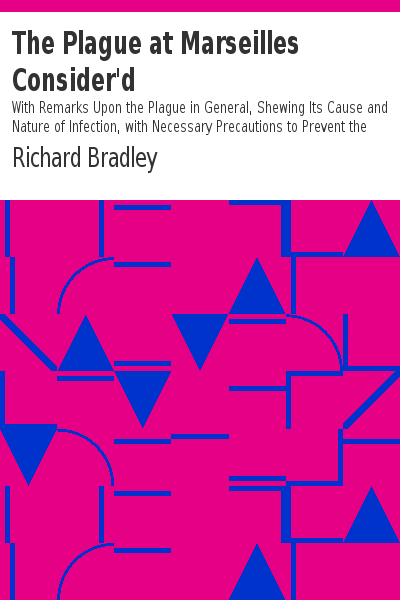 The Plague at Marseilles
Consider'd
With Remarks Upon the Plague in General, Shewing Its Cause and
Nature of Infection, with Necessary Precautions to Prevent the
Richard Bradley